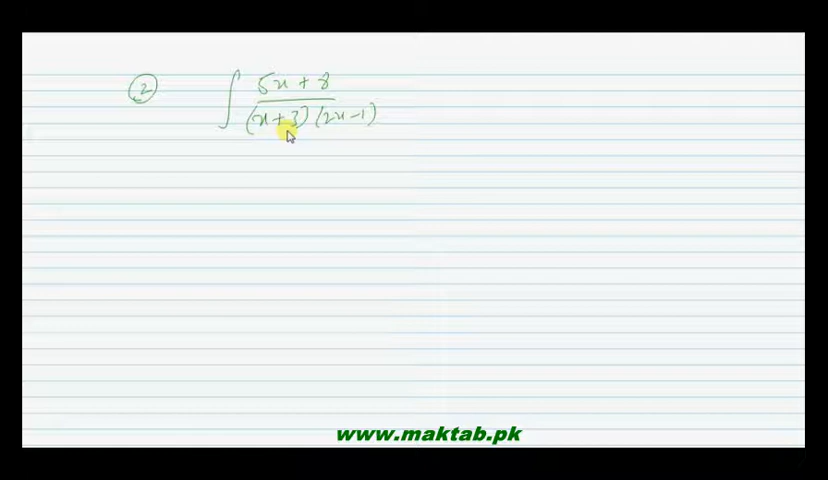 ② ∫ 5x + 8
(x + 3) (2x - 1)
www.maktab.pk